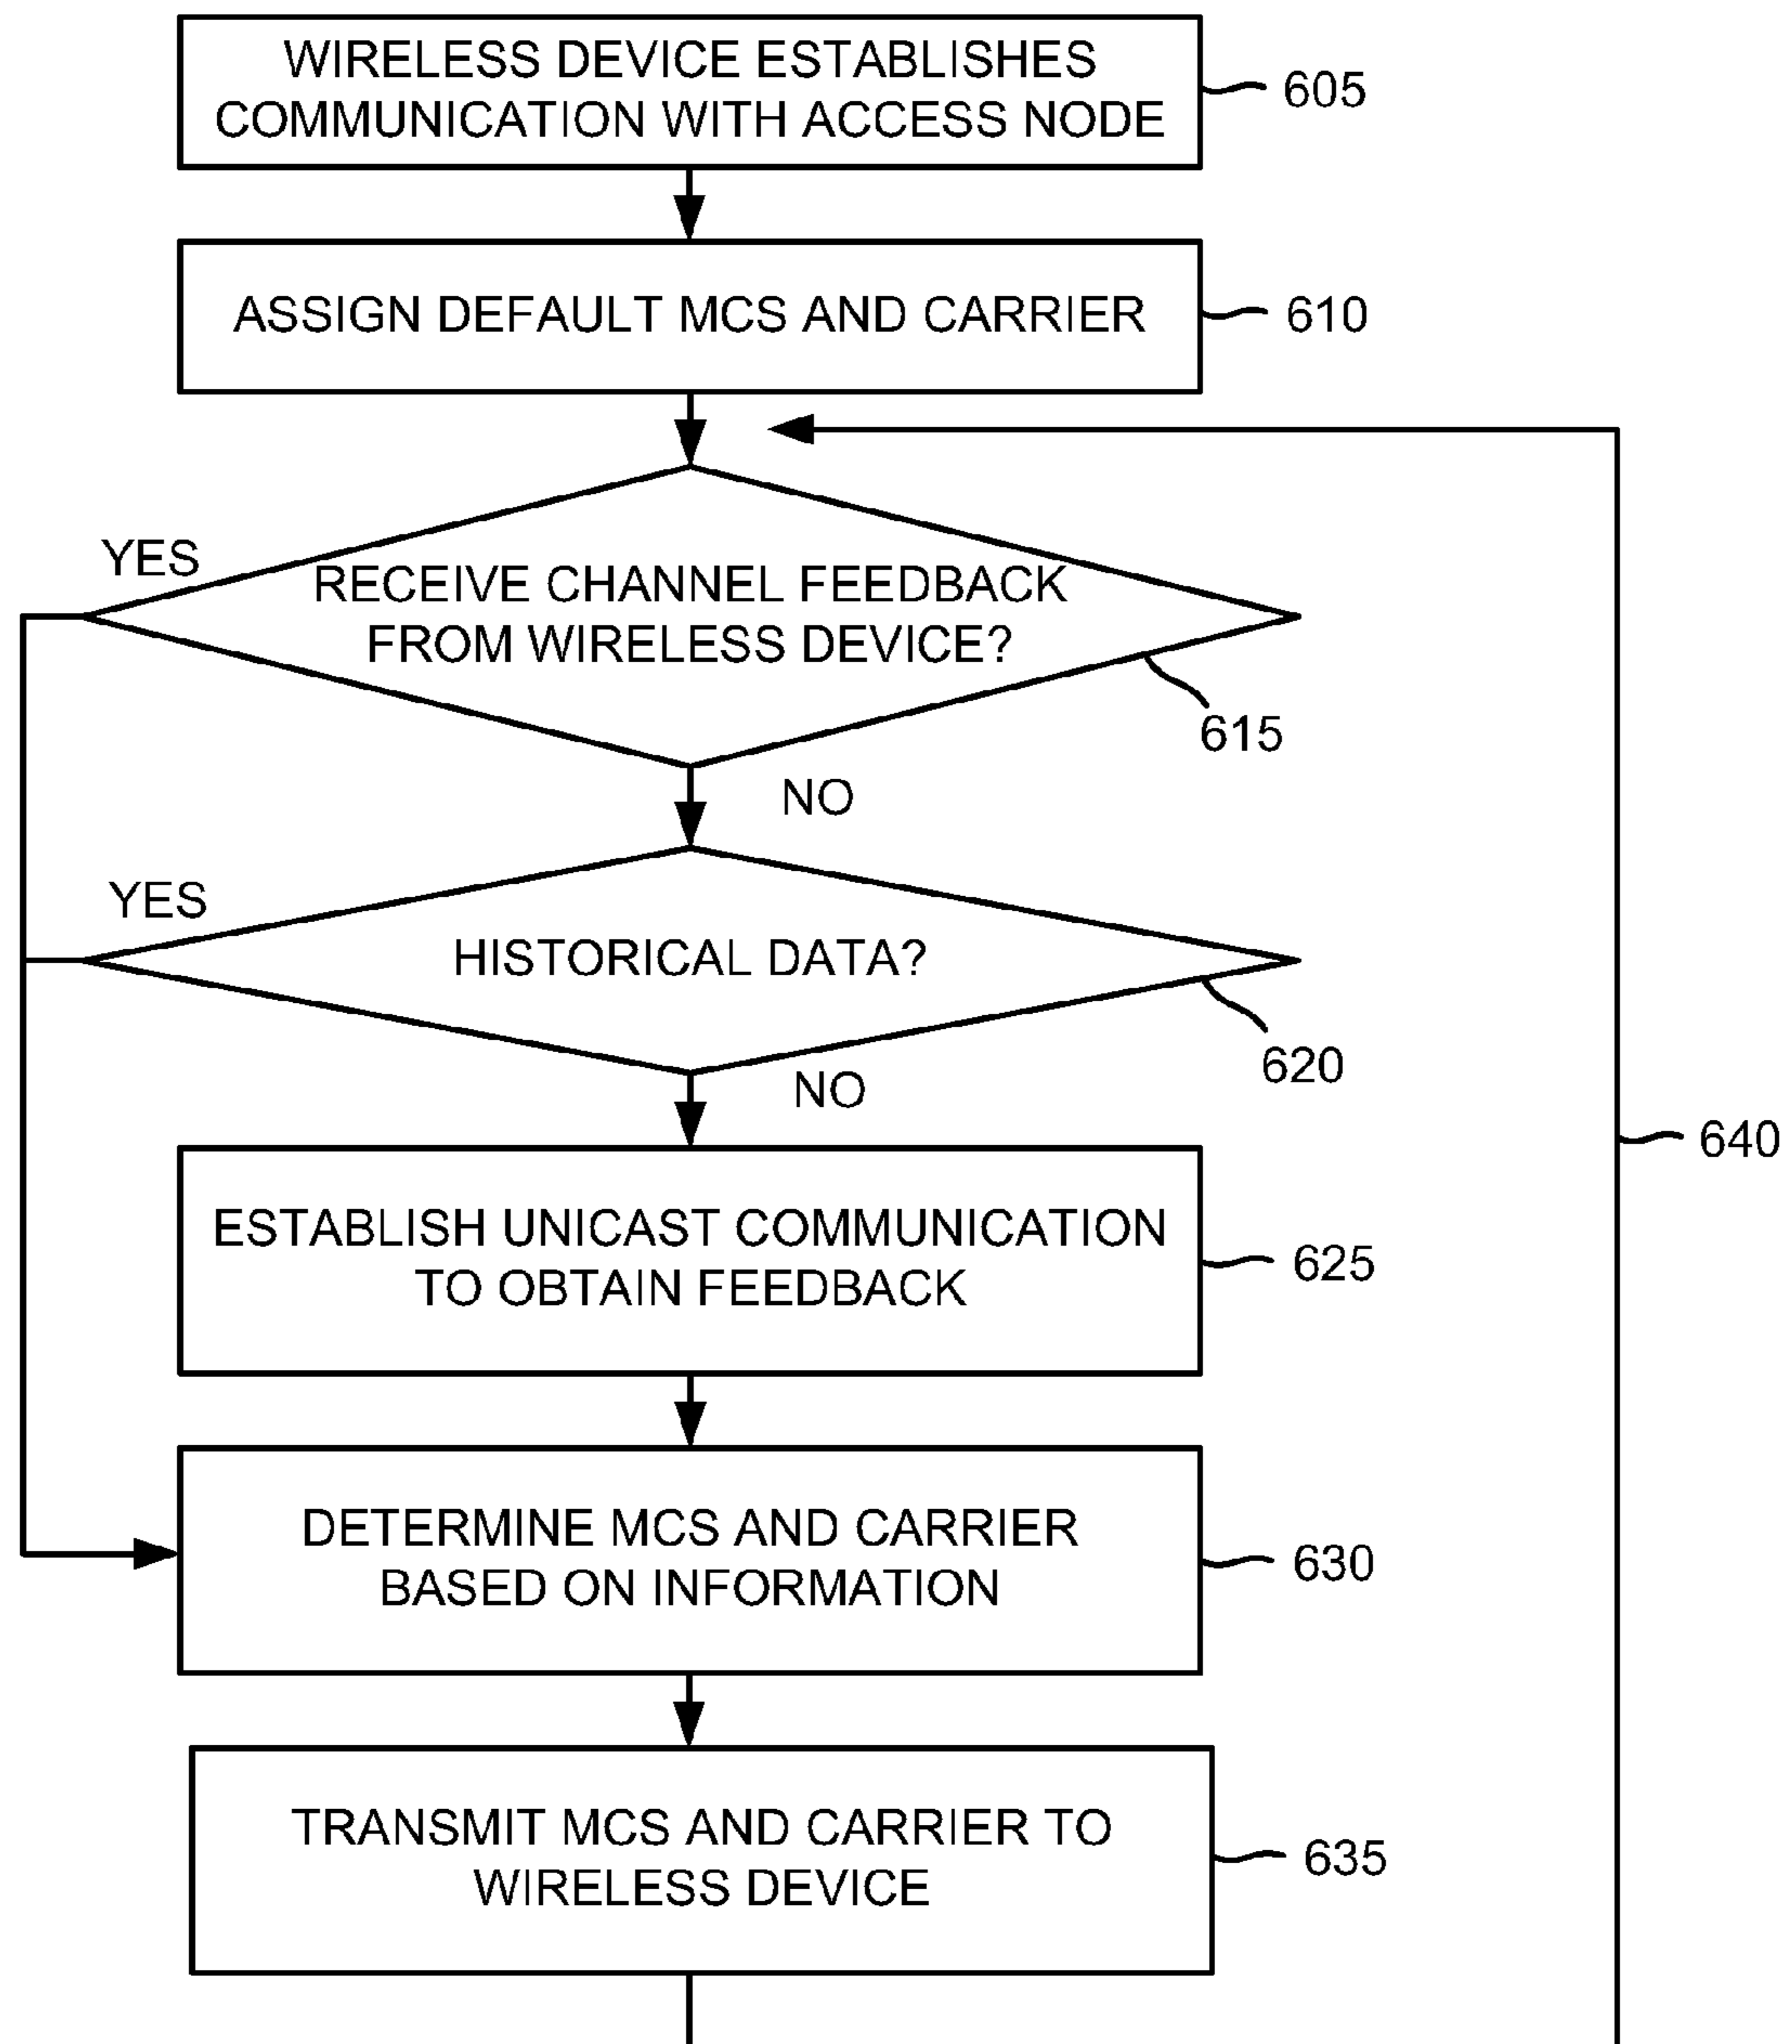 WIRELESS DEVICE ESTABLISHES
COMMUNICATION WITH ACCESS NODE
605
ASSIGN DEFAULT MCS AND CARRIER
610
YES
RECEIVE CHANNEL FEEDBACK
FROM WIRELESS DEVICE?
615
NO
YES
HISTORICAL DATA?
620
NO
640
ESTABLISH UNICAST COMMUNICATION
TO OBTAIN FEEDBACK
625
DETERMINE MCS AND CARRIER
BASED ON INFORMATION
630
TRANSMIT MCS AND CARRIER TO
WIRELESS DEVICE
635